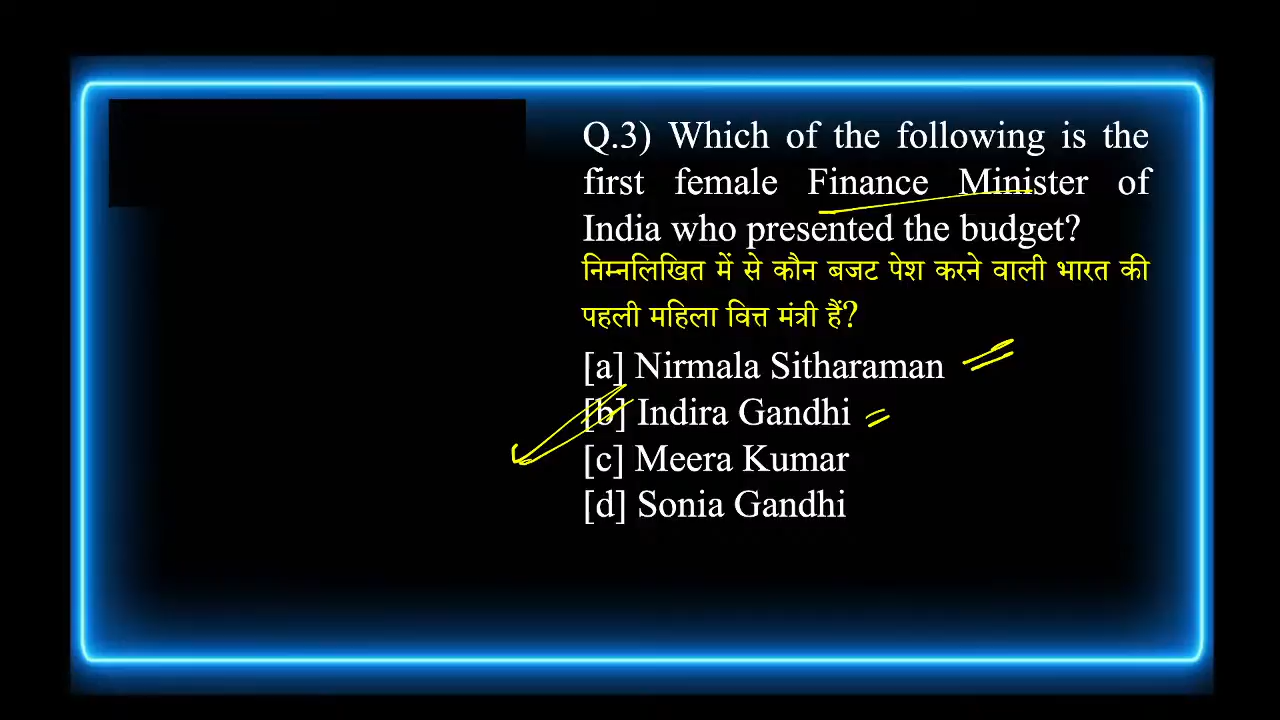 Q.3) Which of the following is the
first female Finance Minister of
India who presented the budget?
निम्नलिखित में से कौन बजट पेश करने वाली भारत की
पहली महिला वित्त मंत्री हैं?
[a] Nirmala Sitharaman
[b] Indira Gandhi
[c] Meera Kumar
[d] Sonia Gandhi